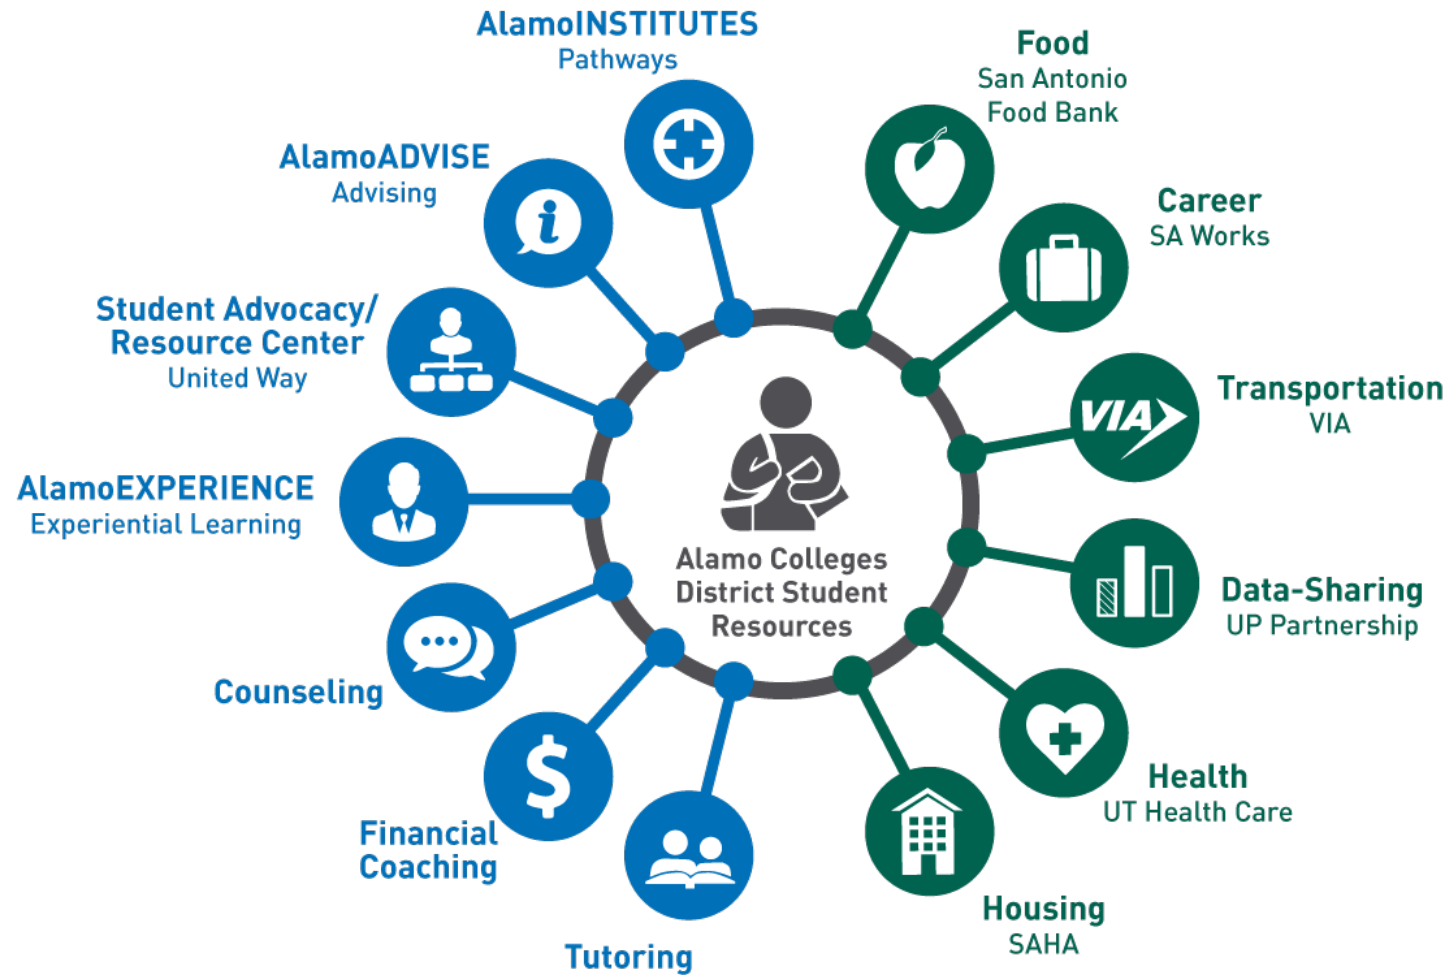 AlamoINSTITUTES
Pathways
AlamoADVISE
Advising
Student Advocacy/
Resource Center
United Way
AlamoEXPERIENCE
Experiential Learning
Counseling
Financial
Coaching
Tutoring
Food
San Antonio
Food Bank
Career
SA Works
VIA
Transportation
VIA
Data-Sharing
UP Partnership
Health
UT Health Care
Housing
SAHA
Alamo Colleges
District Student
Resources
i
$